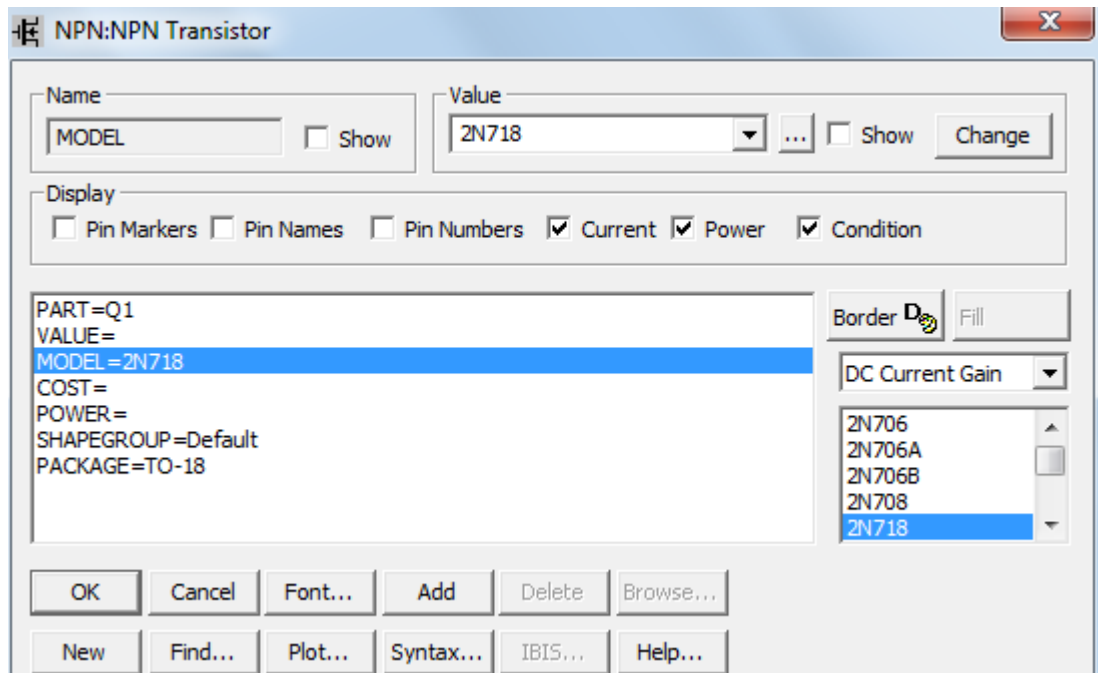 NPN:NPN Transistor
Name
MODEL
Show
Value
2N718
...
Show
Change
Display
Pin Markers
Pin Names
Pin Numbers
Current
Power
Condition
PART=Q1
VALUE=
MODEL=2N718
COST=
POWER=
SHAPEGROUP=Default
PACKAGE=TO-18
Border
Fill
DC Current Gain
2N706
2N706A
2N706B
2N708
2N718
OK
Cancel
Font...
Add
Delete
Browse...
New
Find...
Plot...
Syntax...
IBIS...
Help...